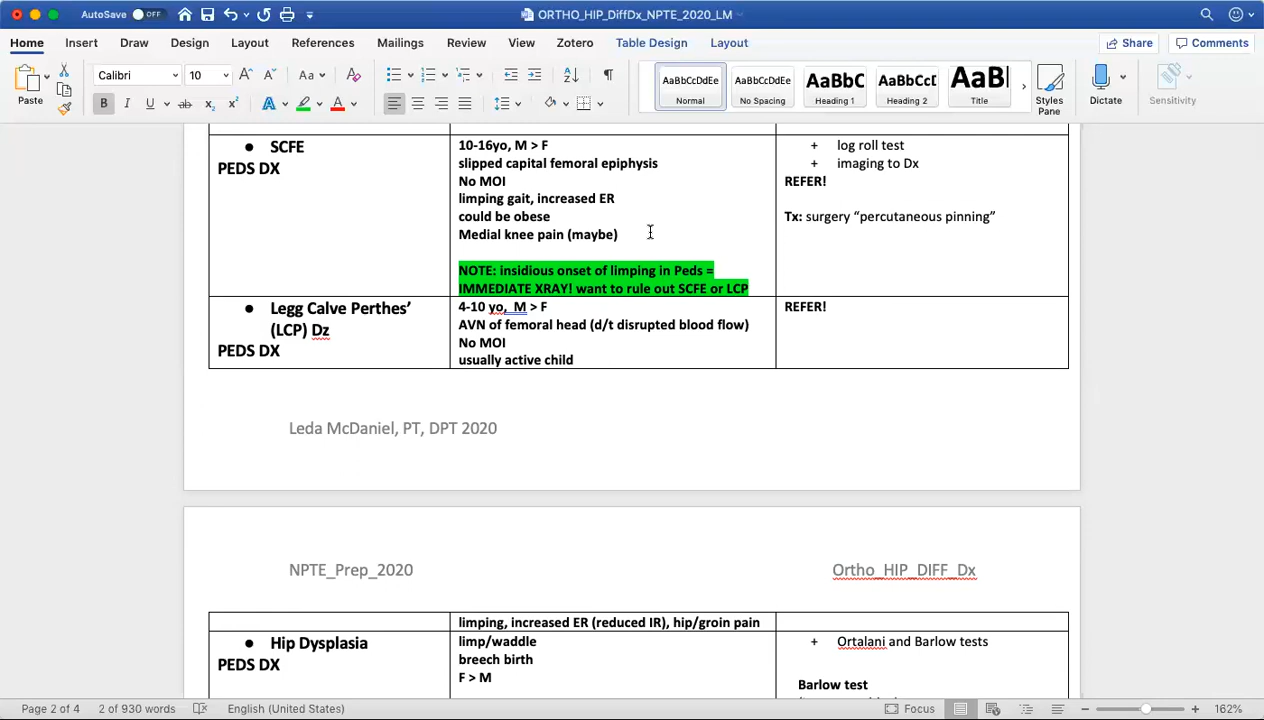 AutoSave OFF
ORTHO_HIP_DiffDx_NPTE_2020_LM
Home Insert Draw Design Layout References Mailings Review View Zotero Table Design Layout Share Comments
Paste
Calibri 10
AaBbCcDdEe
Normal
AaBbCcDdEe
No Spacing
AaBbC
Heading 1
AaBbCcI
Heading 2
AaB
Title
Styles Pane
Dictate
Sensitivity
SCFE
PEDS DX
10-16yo, M > F
slipped capital femoral epiphysis
No MOI
limping gait, increased ER
could be obese
Medial knee pain (maybe)
NOTE: insidious onset of limping in Peds =
IMMEDIATE XRAY! want to rule out SCFE or LCP
+ log roll test
+ imaging to Dx
REFER!
Tx: surgery “percutaneous pinning”
Legg Calve Perthes’
(LCP) Dz
PEDS DX
4-10 yo, M > F
AVN of femoral head (d/t disrupted blood flow)
No MOI
usually active child
REFER!
Leda McDaniel, PT, DPT 2020
NPTE_Prep_2020
Ortho_HIP_DIFF_Dx
limping, increased ER (reduced IR), hip/groin pain
Hip Dysplasia
PEDS DX
limp/waddle
breech birth
F > M
+ Ortalani and Barlow tests
Barlow test
Page 2 of 4 2 of 930 words English (United States) Focus 162%